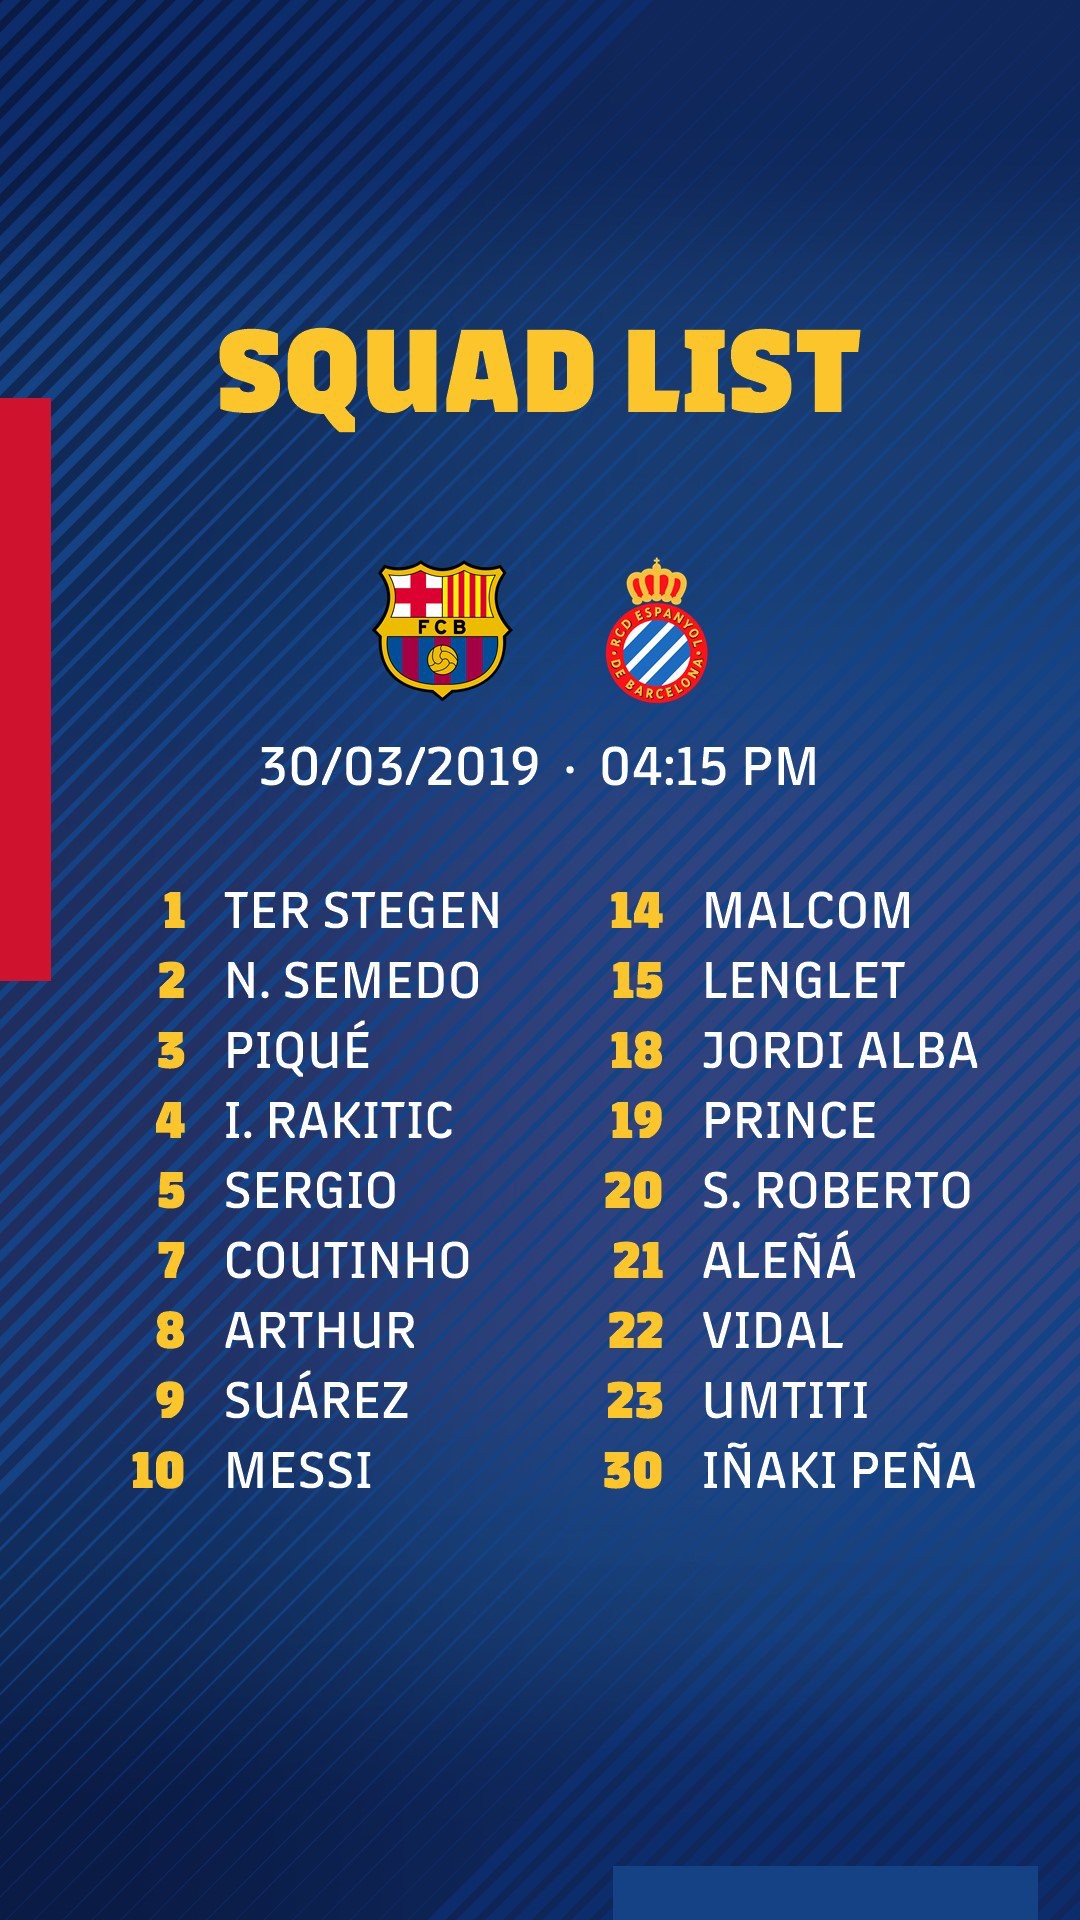 SQUAD LIST
FCB
RCD ESPANYOL
DE BARCELONA
30/03/2019 · 04:15 PM
1 TER STEGEN
2 N. SEMEDO
3 PIQUÉ
4 I. RAKITIC
5 SERGIO
7 COUTINHO
8 ARTHUR
9 SUÁREZ
10 MESSI
14 MALCOM
15 LENGLET
18 JORDI ALBA
19 PRINCE
20 S. ROBERTO
21 ALEÑÁ
22 VIDAL
23 UMTITI
30 IÑAKI PEÑA